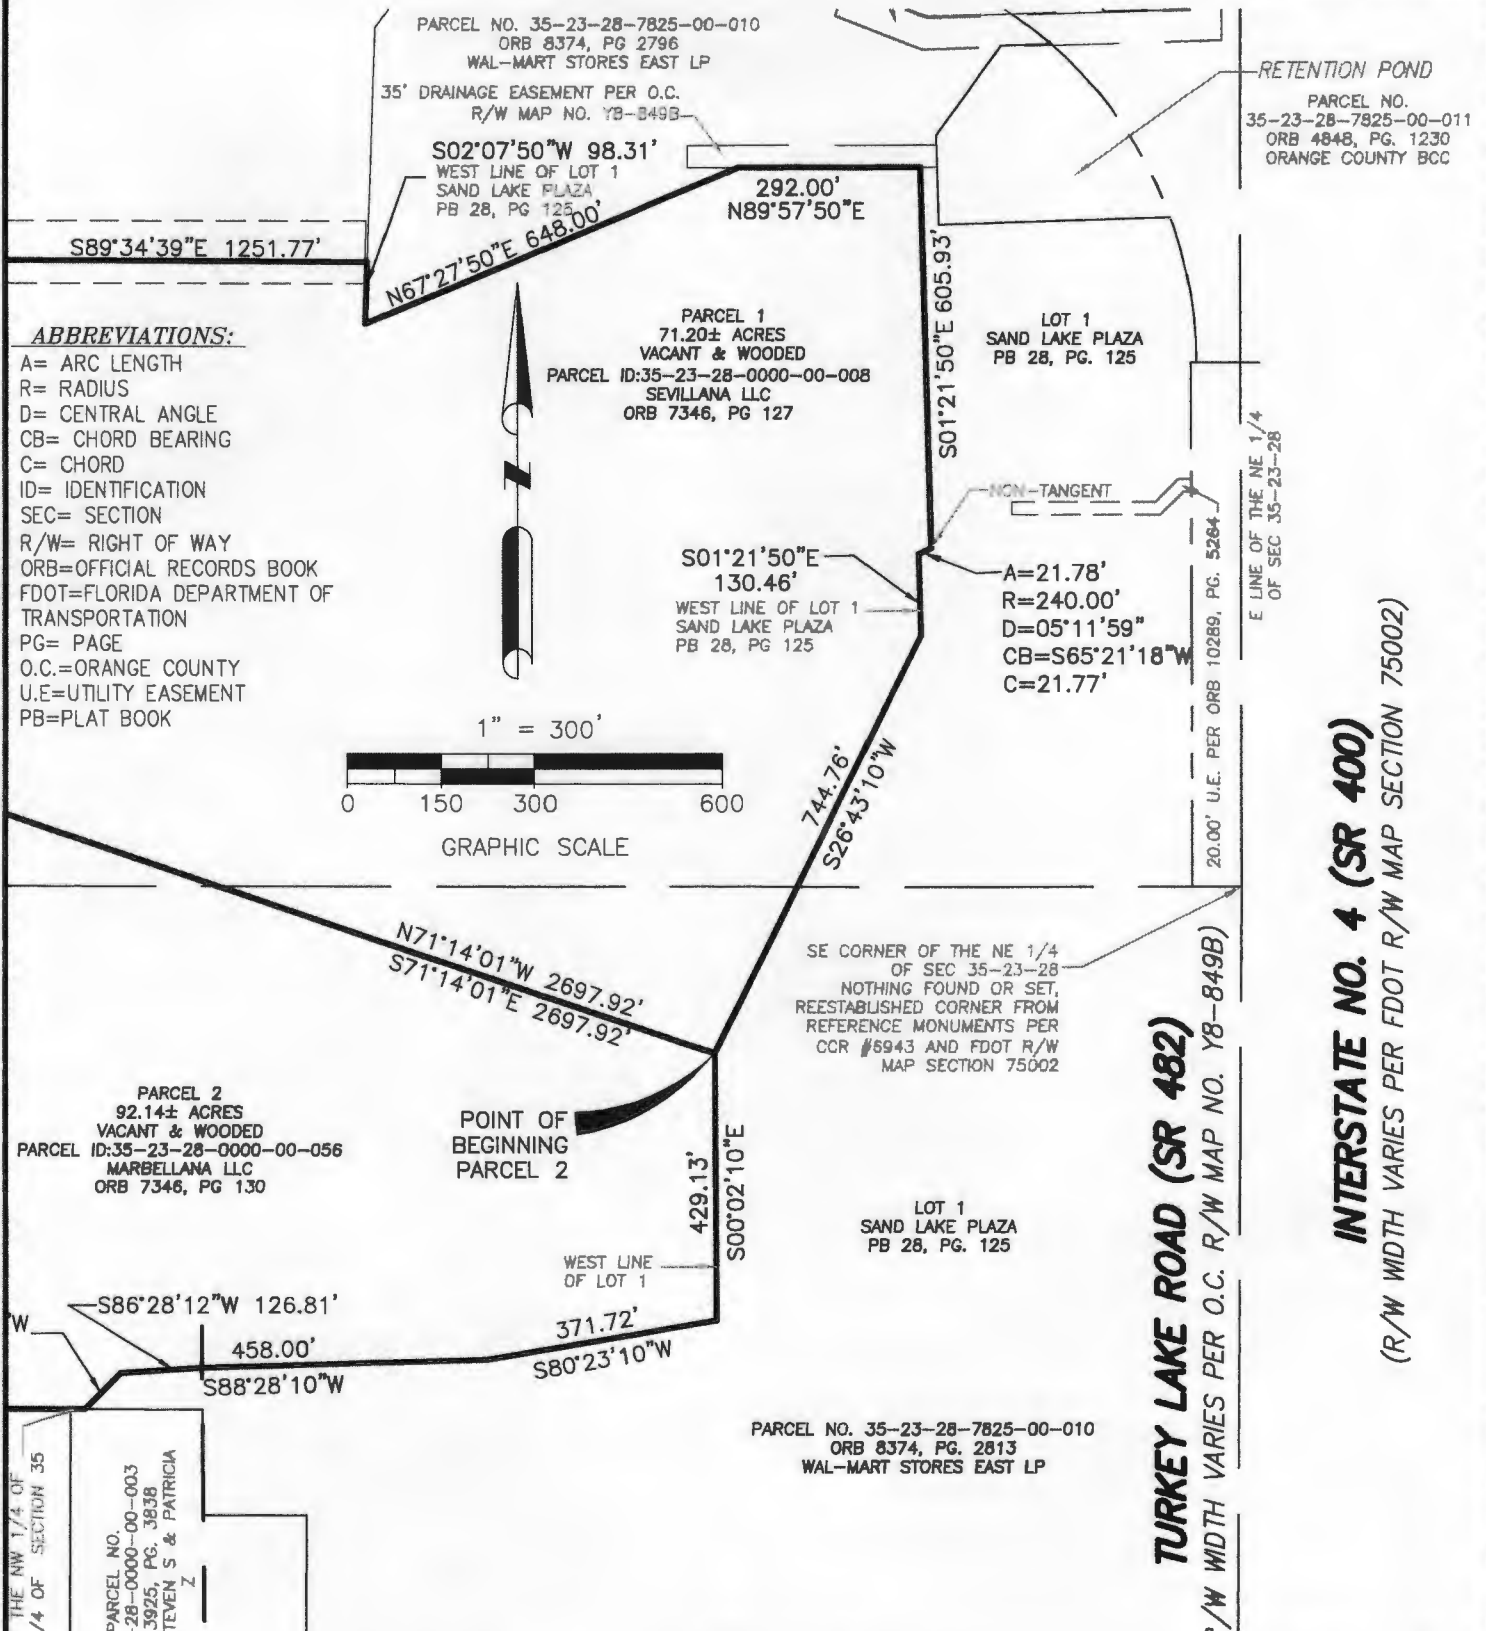 PARCEL NO. 35-23-28-7825-00-010
ORB 8374, PG 2796
WAL-MART STORES EAST LP
35' DRAINAGE EASEMENT PER O.C.
R/W MAP NO. Y8-849B
S02°07'50"W 98.31'
WEST LINE OF LOT 1
SAND LAKE PLAZA
PB 28, PG 125
RETENTION POND
PARCEL NO.
35-23-28-7825-00-011
ORB 4848, PG. 1230
ORANGE COUNTY BCC
292.00'
N89°57'50"E
S89°34'39"E 1251.77'
N67°27'50"E 648.00'
S01°21'50"E 605.93'
ABBREVIATIONS:
A= ARC LENGTH
R= RADIUS
D= CENTRAL ANGLE
CB= CHORD BEARING
C= CHORD
ID= IDENTIFICATION
SEC= SECTION
R/W= RIGHT OF WAY
ORB=OFFICIAL RECORDS BOOK
FDOT=FLORIDA DEPARTMENT OF
TRANSPORTATION
PG= PAGE
O.C.=ORANGE COUNTY
U.E=UTILITY EASEMENT
PB=PLAT BOOK
PARCEL 1
71.20± ACRES
VACANT & WOODED
PARCEL ID:35-23-28-0000-00-008
SEVILLANA LLC
ORB 7346, PG 127
LOT 1
SAND LAKE PLAZA
PB 28, PG. 125
N
NON-TANGENT
E LINE OF THE NE 1/4
OF SEC 35-23-28
S01°21'50"E
130.46'
WEST LINE OF LOT 1
SAND LAKE PLAZA
PB 28, PG 125
A=21.78'
R=240.00'
D=05°11'59"
CB=S65°21'18"W
C=21.77'
20.00' U.E. PER ORB 10289, PG. 5264
1" = 300'
0 150 300 600
GRAPHIC SCALE
744.76'
S26°43'10"W
N71°14'01"W 2697.92'
S71°14'01"E 2697.92'
SE CORNER OF THE NE 1/4
OF SEC 35-23-28
NOTHING FOUND OR SET,
REESTABLISHED CORNER FROM
REFERENCE MONUMENTS PER
CCR #6943 AND FDOT R/W
MAP SECTION 75002
INTERSTATE NO. 4 (SR 400)
(R/W WIDTH VARIES PER FDOT R/W MAP SECTION 75002)
TURKEY LAKE ROAD (SR 482)
R/W WIDTH VARIES PER O.C. R/W MAP NO. Y8-849B)
PARCEL 2
92.14± ACRES
VACANT & WOODED
PARCEL ID:35-23-28-0000-00-056
MARBELLANA LLC
ORB 7346, PG 130
POINT OF
BEGINNING
PARCEL 2
429.13'
S00°02'10"E
LOT 1
SAND LAKE PLAZA
PB 28, PG. 125
WEST LINE
OF LOT 1
S86°28'12"W 126.81'
"W
458.00'
S88°28'10"W
371.72'
S80°23'10"W
PARCEL NO. 35-23-28-7825-00-010
ORB 8374, PG. 2813
WAL-MART STORES EAST LP
THE NW 1/4 OF
/4 OF SECTION 35
PARCEL NO.
-28-0000-00-003
3925, PG. 3838
TEVEN S & PATRICIA
Z